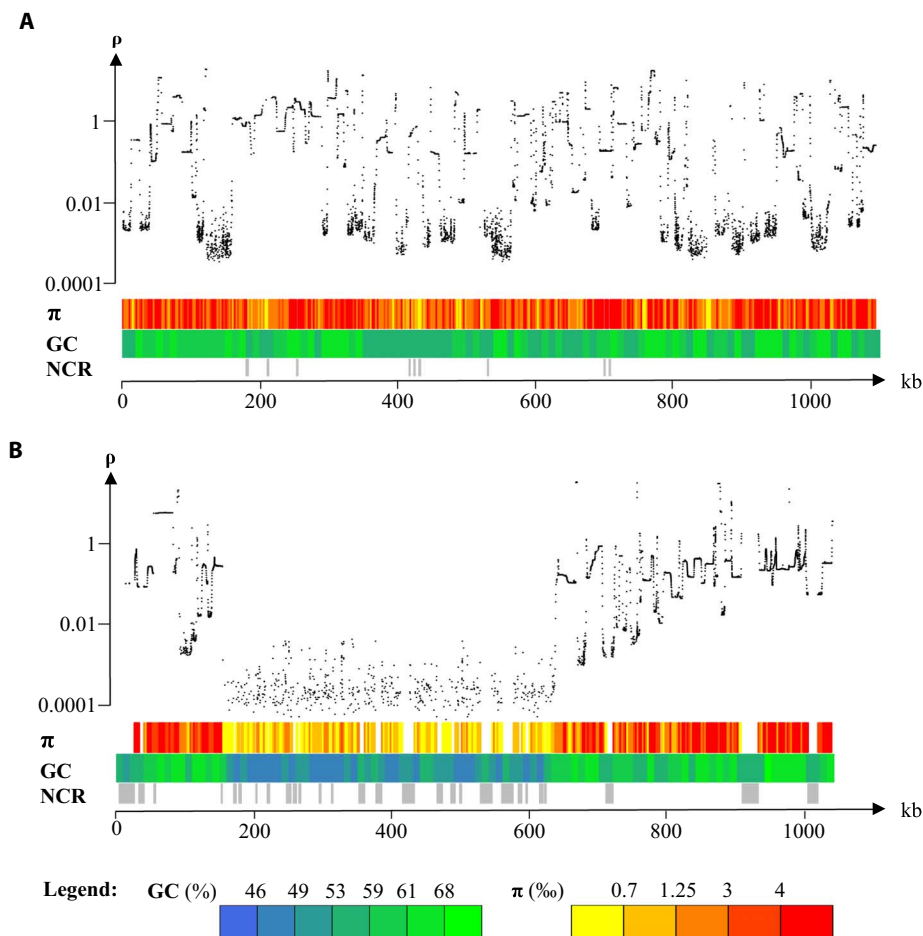 A
ρ
1
0.01
0.0001
π
GC
NCR
0 200 400 600 800 1000 kb
B
ρ
1
0.01
0.0001
π
GC
NCR
0 200 400 600 800 1000 kb
Legend: GC (%) 46 49 53 59 61 68 π (‰) 0.7 1.25 3 4